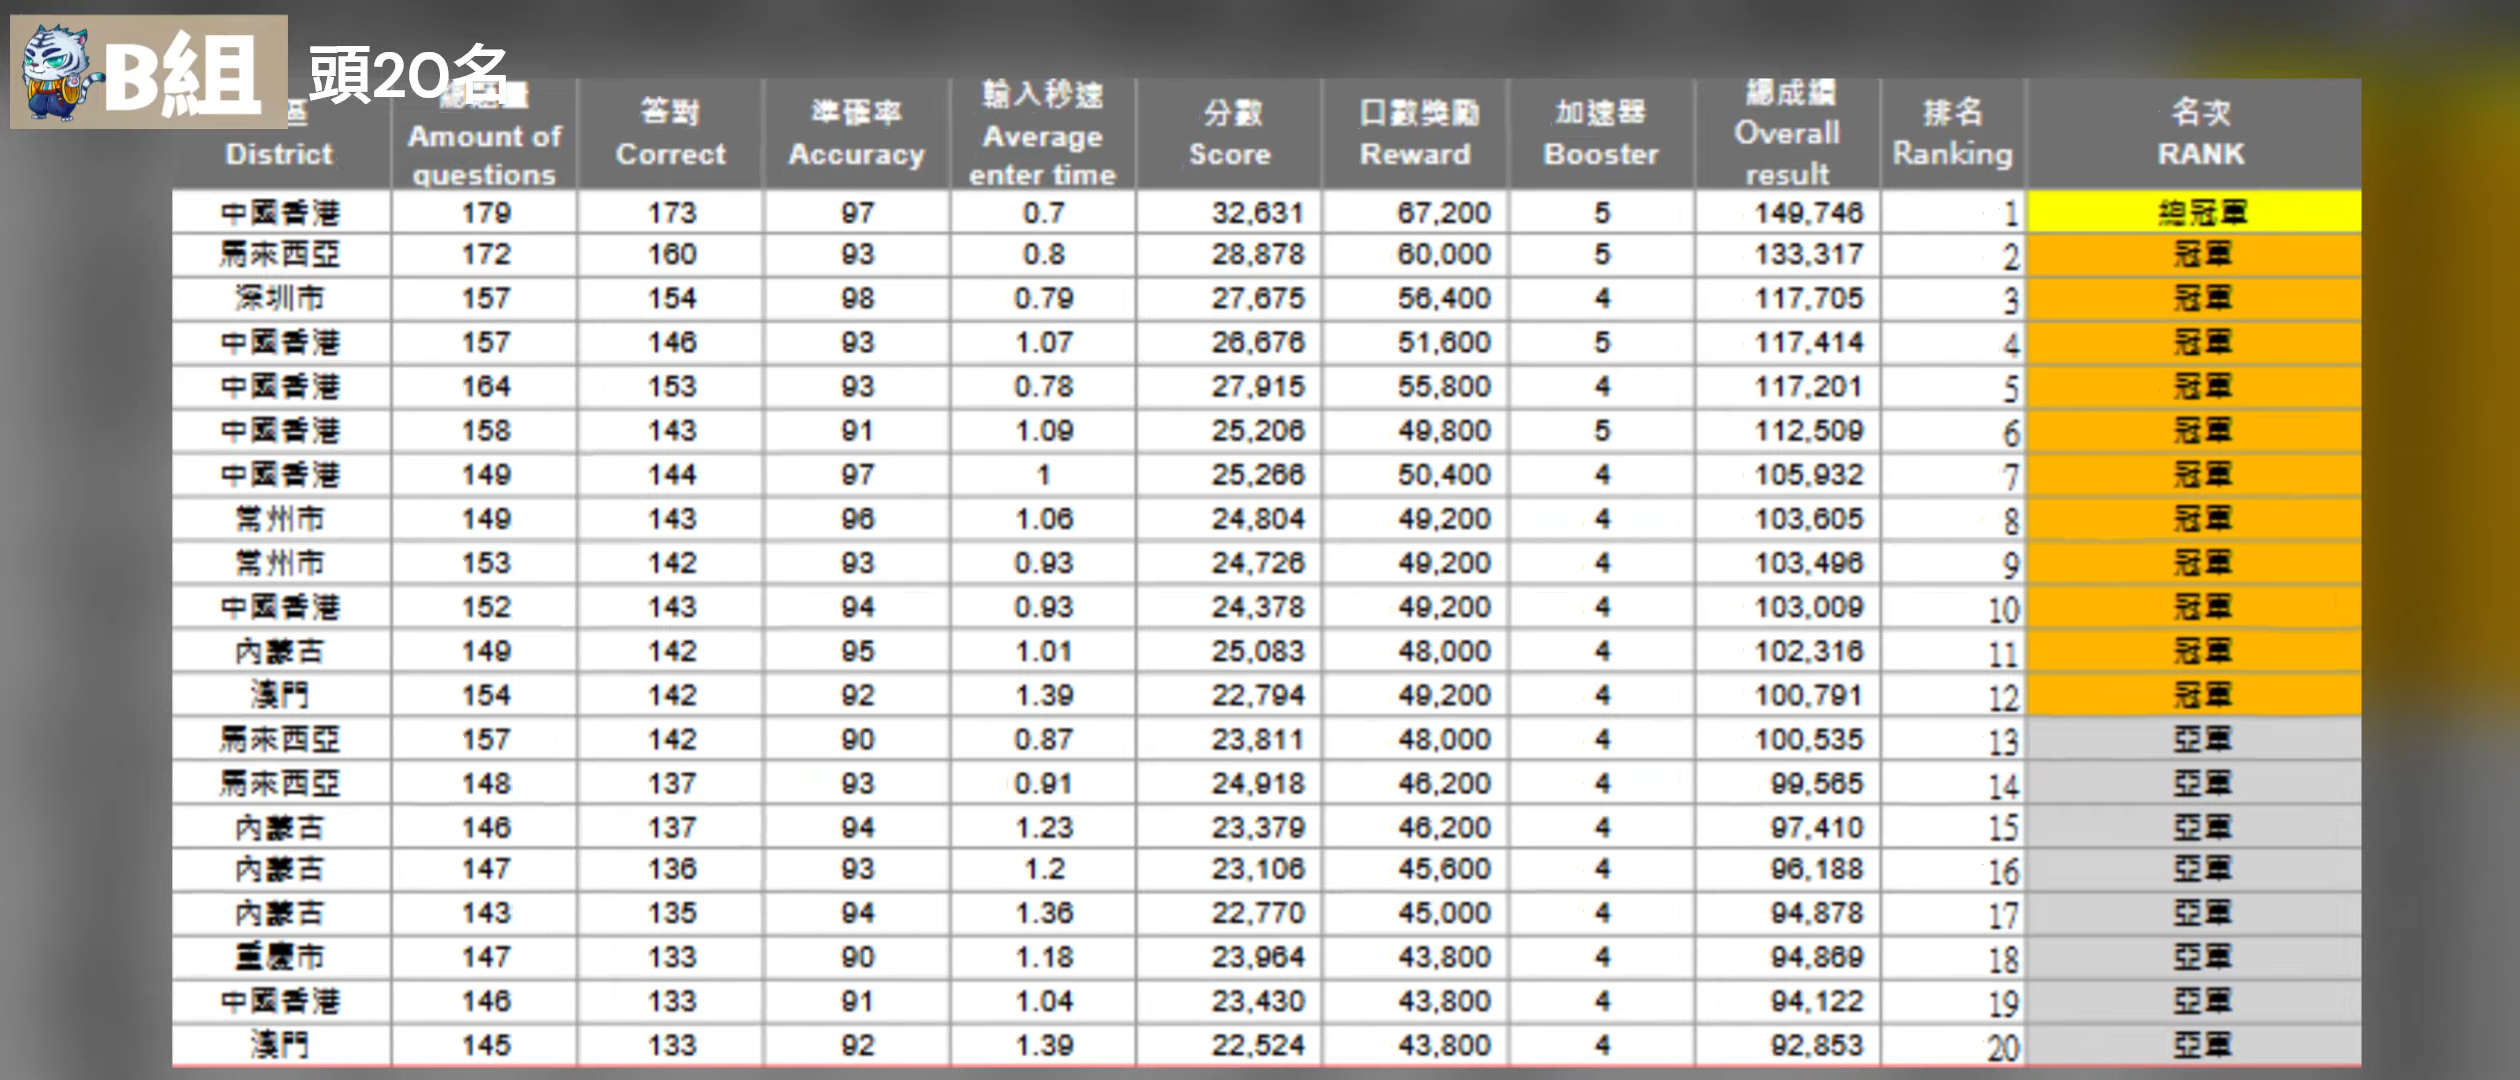 B組 頭20名
區 District
Amount of questions
答對 Correct
準確率 Accuracy
輸入秒速 Average enter time
分數 Score
口數獎勵 Reward
加速器 Booster
總成績 Overall result
排名 Ranking
名次 RANK
中國香港 179 173 97 0.7 32,631 67,200 5 149,746 1 總冠軍
馬來西亞 172 160 93 0.8 28,878 60,000 5 133,317 2 冠軍
深圳市 157 154 98 0.79 27,675 56,400 4 117,705 3 冠軍
中國香港 157 146 93 1.07 26,676 51,600 5 117,414 4 冠軍
中國香港 164 153 93 0.78 27,915 55,800 4 117,201 5 冠軍
中國香港 158 143 91 1.09 25,206 49,800 5 112,509 6 冠軍
中國香港 149 144 97 1 25,266 50,400 4 105,932 7 冠軍
常州市 149 143 96 1.06 24,804 49,200 4 103,605 8 冠軍
常州市 153 142 93 0.93 24,726 49,200 4 103,496 9 冠軍
中國香港 152 143 94 0.93 24,378 49,200 4 103,009 10 冠軍
內蒙古 149 142 95 1.01 25,083 48,000 4 102,316 11 冠軍
澳門 154 142 92 1.39 22,794 49,200 4 100,791 12 冠軍
馬來西亞 157 142 90 0.87 23,811 48,000 4 100,535 13 亞軍
馬來西亞 148 137 93 0.91 24,918 46,200 4 99,565 14 亞軍
內蒙古 146 137 94 1.23 23,379 46,200 4 97,410 15 亞軍
內蒙古 147 136 93 1.2 23,106 45,600 4 96,188 16 亞軍
內蒙古 143 135 94 1.36 22,770 45,000 4 94,878 17 亞軍
重慶市 147 133 90 1.18 23,964 43,800 4 94,869 18 亞軍
中國香港 146 133 91 1.04 23,430 43,800 4 94,122 19 亞軍
澳門 145 133 92 1.39 22,524 43,800 4 92,853 20 亞軍